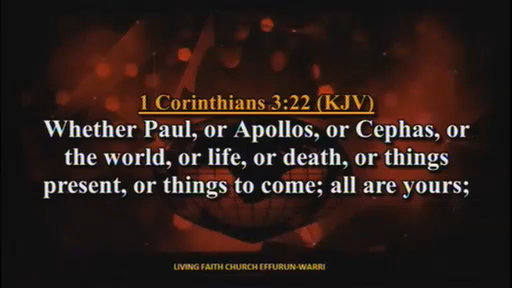 1 Corinthians 3:22 (KJV)
Whether Paul, or Apollos, or Cephas, or
the world, or life, or death, or things
present, or things to come; all are yours;
LIVING FAITH CHURCH EFFURUN-WARRI